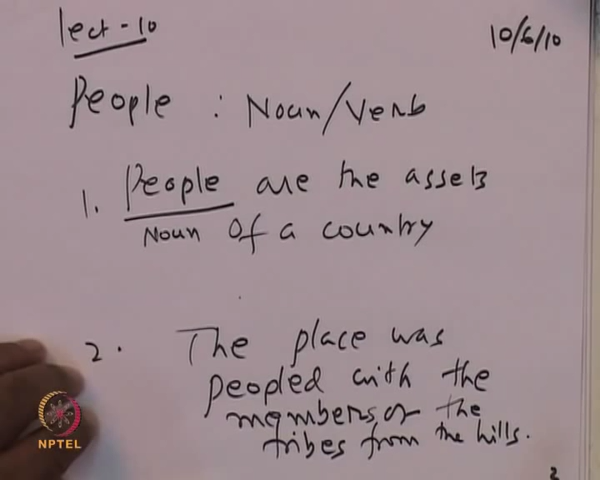 lect-10
10/6/10
People : Noun/Verb
1. People are the assets
Noun of a country
2. The place was
peopled with the
members of the
tribes from the hills.
NPTEL
2